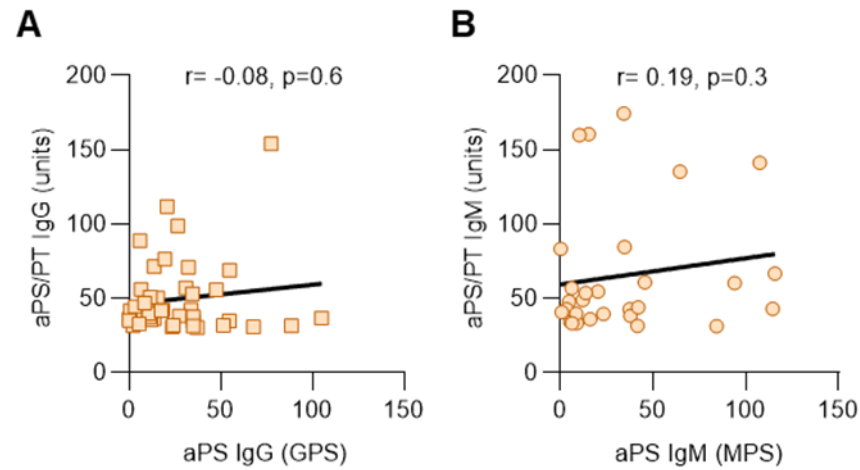 A
r= -0.08, p=0.6
aPS/PT IgG (units)
200
150
100
50
0
0 50 100 150
aPS IgG (GPS)
B
r= 0.19, p=0.3
aPS/PT IgM (units)
200
150
100
50
0
0 50 100 150
aPS IgM (MPS)